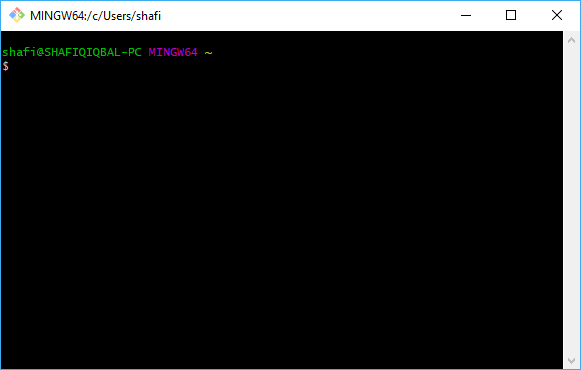 MINGW64:/c/Users/shafi
shafi@SHAFIQIQBAL-PC MINGW64 ~
$